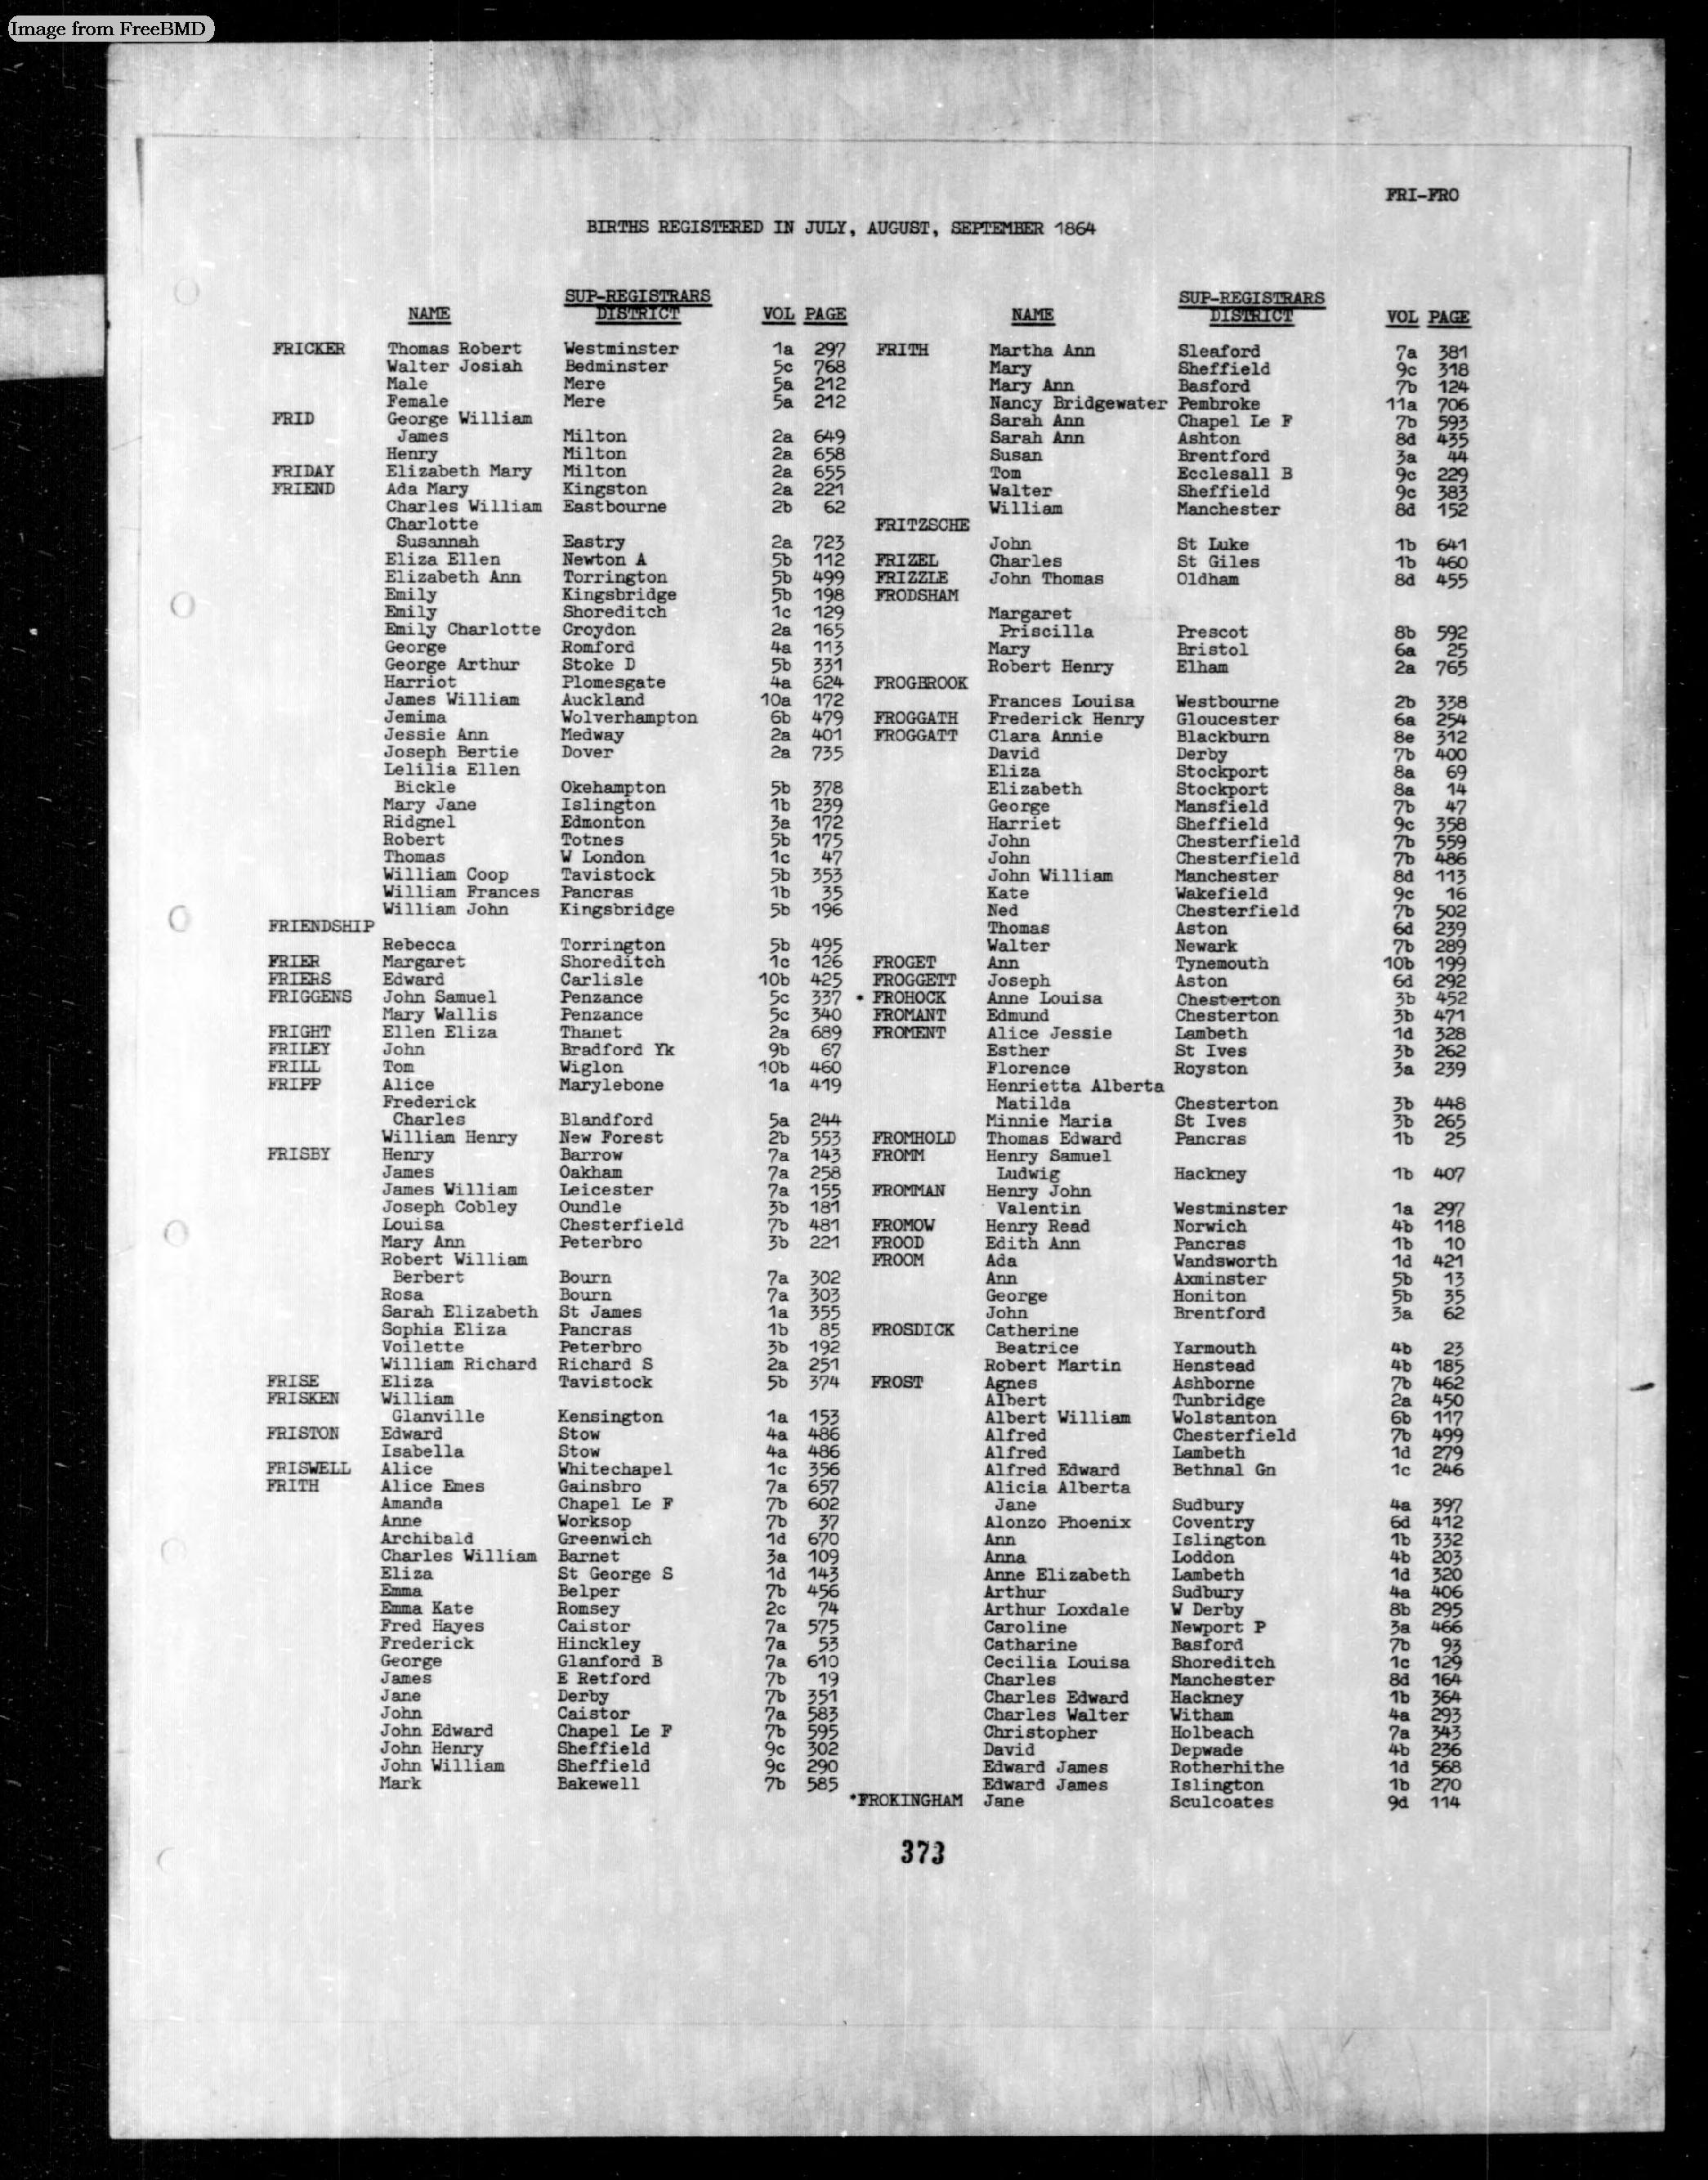 Image from FreeBMD
FRI-FRO
BIRTHS REGISTERED IN JULY, AUGUST, SEPTEMBER 1864
NAME SUP-REGISTRARS DISTRICT VOL PAGE
FRICKER Thomas Robert Westminster 1a 297
Walter Josiah Bedminster 5c 768
Male Mere 5a 212
Female Mere 5a 212
FRID George William
James Milton 2a 649
Henry Milton 2a 658
FRIDAY Elizabeth Mary Milton 2a 655
FRIEND Ada Mary Kingston 2a 221
Charles William Eastbourne 2b 62
Charlotte
Susannah Eastry 2a 723
Eliza Ellen Newton A 5b 112
Elizabeth Ann Torrington 5b 499
Emily Kingsbridge 5b 198
Emily Shoreditch 1c 129
Emily Charlotte Croydon 2a 165
George Romford 4a 113
George Arthur Stoke D 5b 331
Harriot Plomesgate 4a 624
James William Auckland 10a 172
Jemima Wolverhampton 6b 479
Jessie Ann Medway 2a 401
Joseph Bertie Dover 2a 735
Lelilia Ellen
Bickle Okehampton 5b 378
Mary Jane Islington 1b 239
Ridgnel Edmonton 3a 172
Robert Totnes 5b 175
Thomas W London 1c 47
William Coop Tavistock 5b 353
William Frances Pancras 1b 35
William John Kingsbridge 5b 196
FRIENDSHIP
Rebecca Torrington 5b 495
FRIER Margaret Shoreditch 1c 126
FRIERS Edward Carlisle 10b 425
FRIGGENS John Samuel Penzance 5c 337
Mary Wallis Penzance 5c 340
FRIGHT Ellen Eliza Thanet 2a 689
FRILEY John Bradford Yk 9b 67
FRILL Tom Wiglon 10b 460
FRIPP Alice Marylebone 1a 419
Frederick
Charles Blandford 5a 244
William Henry New Forest 2b 553
FRISBY Henry Barrow 7a 143
James Oakham 7a 258
James William Leicester 7a 155
Joseph Cobley Oundle 3b 181
Louisa Chesterfield 7b 481
Mary Ann Peterbro 3b 221
Robert William
Berbert Bourn 7a 302
Rosa Bourn 7a 303
Sarah Elizabeth St James 1a 355
Sophia Eliza Pancras 1b 85
Voilette Peterbro 3b 192
William Richard Richard S 2a 251
FRISE Eliza Tavistock 5b 374
FRISKEN William
Glanville Kensington 1a 153
FRISTON Edward Stow 4a 486
Isabella Stow 4a 486
FRISWELL Alice Whitechapel 1c 356
FRITH Alice Emes Gainsbro 7a 657
Amanda Chapel Le F 7b 602
Anne Worksop 7b 37
Archibald Greenwich 1d 670
Charles William Barnet 3a 109
Eliza St George S 1d 143
Emma Belper 7b 456
Emma Kate Romsey 2c 74
Fred Hayes Caistor 7a 575
Frederick Hinckley 7a 53
George Glanford B 7a 610
James E Retford 7b 19
Jane Derby 7b 351
John Caistor 7a 583
John Edward Chapel Le F 7b 595
John Henry Sheffield 9c 302
John William Sheffield 9c 290
Mark Bakewell 7b 585
NAME SUP-REGISTRARS DISTRICT VOL PAGE
FRITH Martha Ann Sleaford 7a 381
Mary Sheffield 9c 318
Mary Ann Basford 7b 124
Nancy Bridgewater Pembroke 11a 706
Sarah Ann Chapel Le F 7b 593
Sarah Ann Ashton 8d 435
Susan Brentford 3a 44
Tom Ecclesall B 9c 229
Walter Sheffield 9c 383
William Manchester 8d 152
FRITZSCHE
John St Luke 1b 641
FRIZEL Charles St Giles 1b 460
FRIZZLE John Thomas Oldham 8d 455
FRODSHAM
Margaret
Priscilla Prescot 8b 592
Mary Bristol 6a 25
Robert Henry Elham 2a 765
FROGBROOK
Frances Louisa Westbourne 2b 338
FROGGATH Frederick Henry Gloucester 6a 254
FROGGATT Clara Annie Blackburn 8e 312
David Derby 7b 400
Eliza Stockport 8a 69
Elizabeth Stockport 8a 14
George Mansfield 7b 47
Harriet Sheffield 9c 358
John Chesterfield 7b 559
John Chesterfield 7b 486
John William Manchester 8d 113
Kate Wakefield 9c 16
Ned Chesterfield 7b 502
Thomas Aston 6d 239
Walter Newark 7b 289
FROGET Ann Tynemouth 10b 199
FROGGETT Joseph Aston 6d 292
* FROHOCK Anne Louisa Chesterton 3b 452
FROMANT Edmund Chesterton 3b 471
FROMENT Alice Jessie Lambeth 1d 328
Esther St Ives 3b 262
Florence Royston 3a 239
Henrietta Alberta
Matilda Chesterton 3b 448
Minnie Maria St Ives 3b 265
FROMHOLD Thomas Edward Pancras 1b 25
FROMM Henry Samuel
Ludwig Hackney 1b 407
FROMMAN Henry John
Valentin Westminster 1a 297
FROMOW Henry Read Norwich 4b 118
FROOD Edith Ann Pancras 1b 10
FROOM Ada Wandsworth 1d 421
Ann Axminster 5b 13
George Honiton 5b 35
John Brentford 3a 62
FROSDICK Catherine
Beatrice Yarmouth 4b 23
Robert Martin Henstead 4b 185
FROST Agnes Ashborne 7b 462
Albert Tunbridge 2a 450
Albert William Wolstanton 6b 117
Alfred Chesterfield 7b 499
Alfred Lambeth 1d 279
Alfred Edward Bethnal Gn 1c 246
Alicia Alberta
Jane Sudbury 4a 397
Alonzo Phoenix Coventry 6d 412
Ann Islington 1b 332
Anna Loddon 4b 203
Anne Elizabeth Lambeth 1d 320
Arthur Sudbury 4a 406
Arthur Loxdale W Derby 8b 295
Caroline Newport P 3a 466
Catharine Basford 7b 93
Cecilia Louisa Shoreditch 1c 129
Charles Manchester 8d 164
Charles Edward Hackney 1b 364
Charles Walter Witham 4a 293
Christopher Holbeach 7a 343
David Depwade 4b 236
Edward James Rotherhithe 1d 568
Edward James Islington 1b 270
*FROKINGHAM Jane Sculcoates 9d 114
373